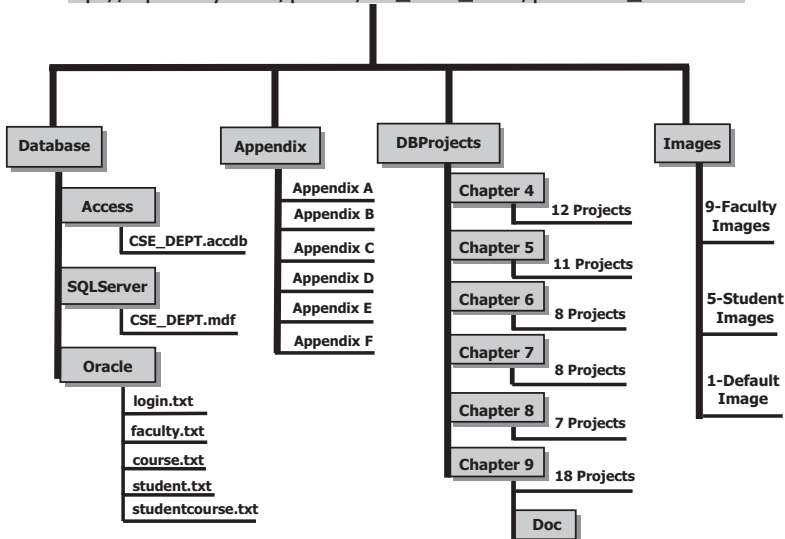 Database
Access
CSE_DEPT.accdb
SQLServer
CSE_DEPT.mdf
Oracle
login.txt
faculty.txt
course.txt
student.txt
studentcourse.txt
Appendix
Appendix A
Appendix B
Appendix C
Appendix D
Appendix E
Appendix F
DBProjects
Chapter 4
12 Projects
Chapter 5
11 Projects
Chapter 6
8 Projects
Chapter 7
8 Projects
Chapter 8
7 Projects
Chapter 9
18 Projects
Doc
Images
9-Faculty
Images
5-Student
Images
1-Default
Image